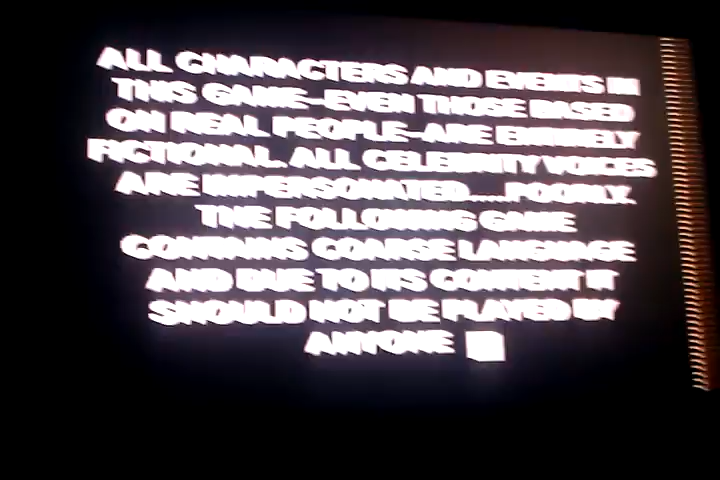 ALL CHARACTERS AND EVENTS IN
THIS GAME--EVEN THOSE BASED
ON REAL PEOPLE--ARE ENTIRELY
FICTIONAL. ALL CELEBRITY VOICES
ARE IMPERSONATED.....POORLY.
THE FOLLOWING GAME
CONTAINS COARSE LANGUAGE
AND DUE TO ITS CONTENT IT
SHOULD NOT BE PLAYED BY
ANYONE